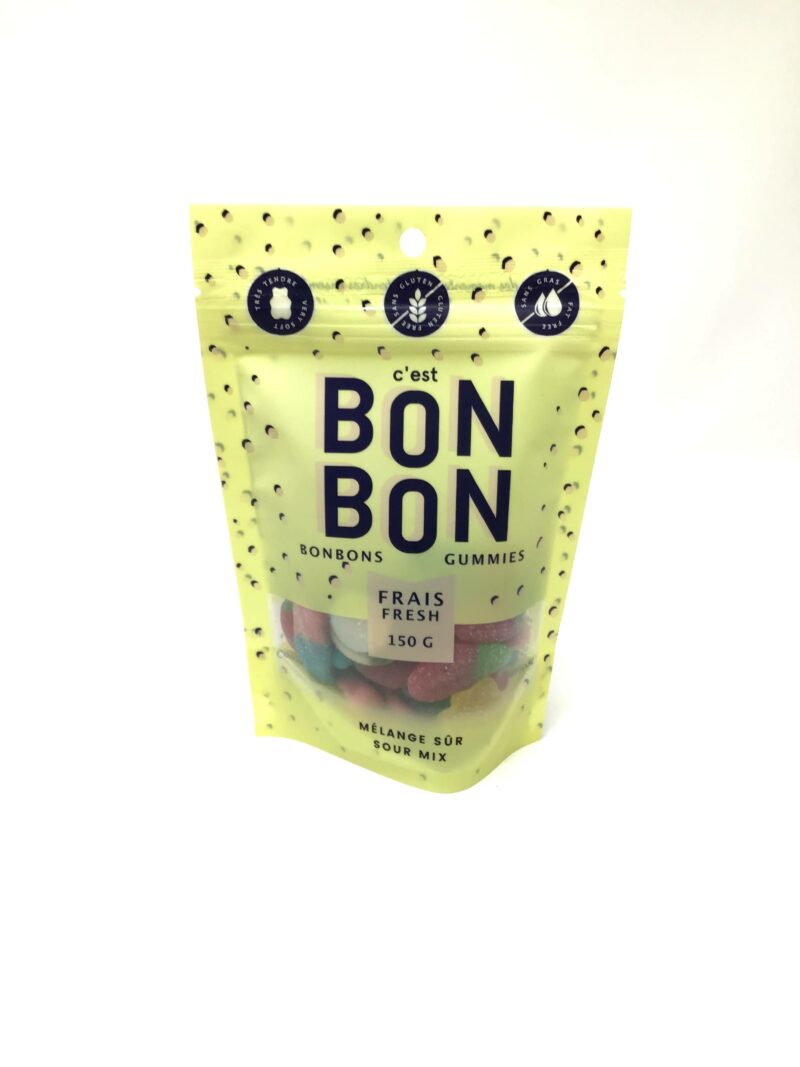 TRÈS TENDRE
VERY SOFT
SANS GLUTEN
GLUTEN FREE
SANS GRAS
FAT FREE
c'est
BON
BON
BONBONS GUMMIES
FRAIS
FRESH
150 G
MÉLANGE SÛR
SOUR MIX